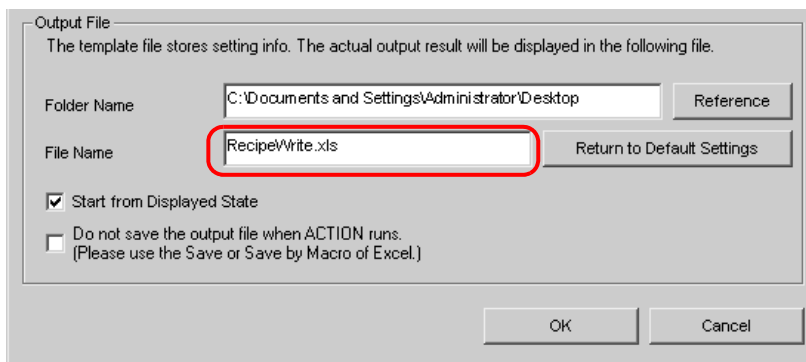 Output File
The template file stores setting info. The actual output result will be displayed in the following file.
Folder Name
C:\Documents and Settings\Administrator\Desktop
Reference
File Name
RecipeWrite.xls
Return to Default Settings
Start from Displayed State
Do not save the output file when ACTION runs.
(Please use the Save or Save by Macro of Excel.)
OK
Cancel